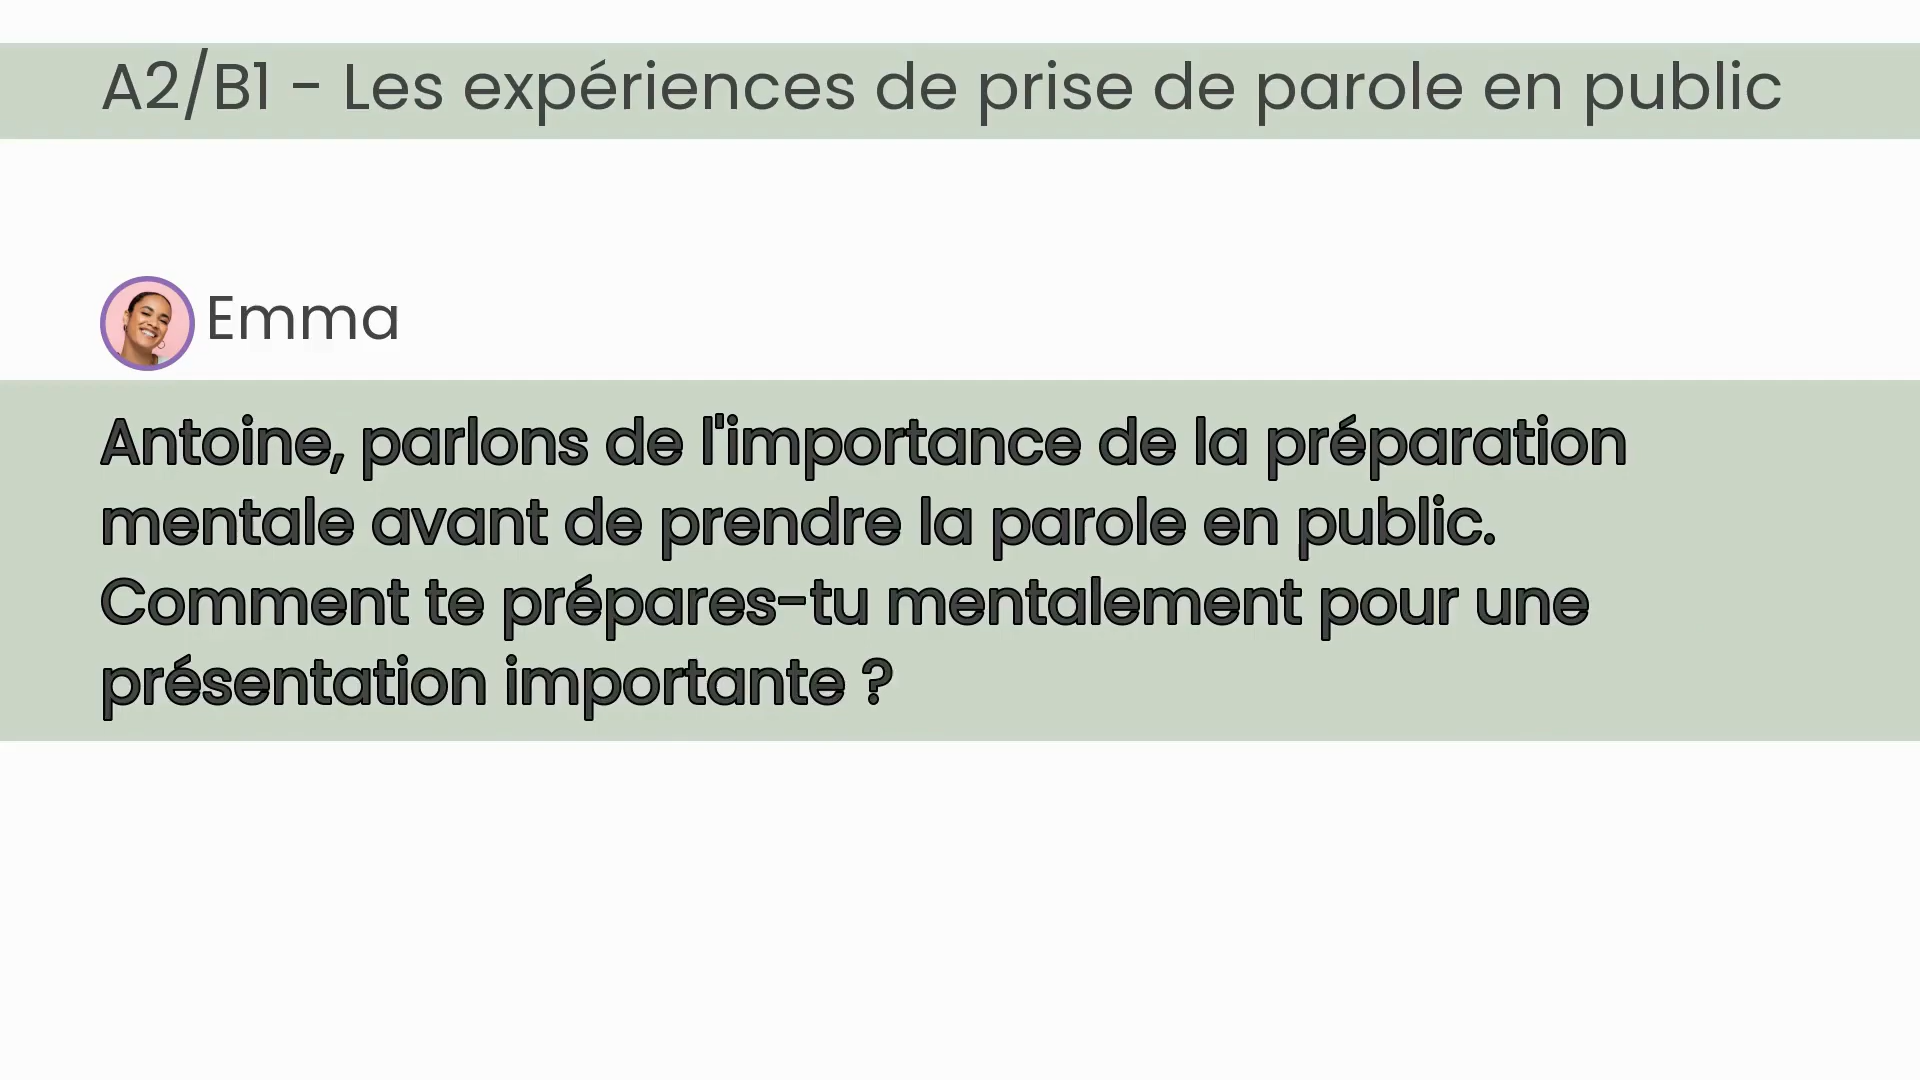 A2/B1 - Les expériences de prise de parole en public
Emma
Antoine, parlons de l'importance de la préparation
mentale avant de prendre la parole en public.
Comment te prépares-tu mentalement pour une
présentation importante ?